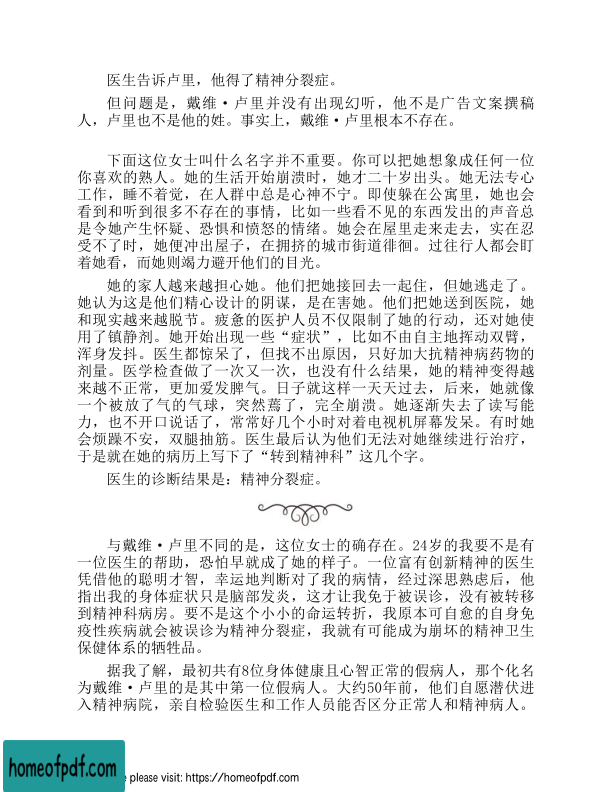 医生告诉卢里，他得了精神分裂症。
但问题是，戴维·卢里并没有出现幻听，他不是广告文案撰稿
人，卢里也不是他的姓。事实上，戴维·卢里根本不存在。
下面这位女士叫什么名字并不重要。你可以把她想象成任何一位
你喜欢的熟人。她的生活开始崩溃时，她才二十岁出头。她无法专心
工作，睡不着觉，在人群中总是心神不宁。即使躲在公寓里，她也会
看到和听到很多不存在的事情，比如一些看不见的东西发出的声音总
是令她产生怀疑、恐惧和愤怒的情绪。她会在屋里走来走去，实在忍
受不了时，她便冲出屋子，在拥挤的城市街道徘徊。过往行人都会盯
着她看，而她则竭力避开他们的目光。
她的家人越来越担心她。他们把她接回去一起住，但她逃走了。
她认为这是他们精心设计的阴谋，是在害她。他们把她送到医院，她
和现实越来越脱节。疲惫的医护人员不仅限制了她的行动，还对她使
用了镇静剂。她开始出现一些“症状”，比如不由自主地挥动双臂，
浑身发抖。医生都惊呆了，但找不出原因，只好加大抗精神病药物的
剂量。医学检查做了一次又一次，也没有什么结果，她的精神变得越
来越不正常，更加爱发脾气。日子就这样一天天过去，后来，她就像
一个被放了气的气球，突然蔫了，完全崩溃。她逐渐失去了读写能
力，也不开口说话了，常常好几个小时对着电视机屏幕发呆。有时她
会烦躁不安，双腿抽筋。医生最后认为他们无法对她继续进行治疗，
于是就在她的病历上写下了“转到精神科”这几个字。
医生的诊断结果是：精神分裂症。
与戴维·卢里不同的是，这位女士的确存在。24岁的我要不是有
一位医生的帮助，恐怕早就成了她的样子。一位富有创新精神的医生
凭借他的聪明才智，幸运地判断对了我的病情，经过深思熟虑后，他
指出我的身体症状只是脑部发炎，这才让我免于被误诊，没有被转移
到精神科病房。要不是这个小小的命运转折，我原本可自愈的自身免
疫性疾病就会被误诊为精神分裂症，我就有可能成为崩坏的精神卫生
保健体系的牺牲品。
据我了解，最初共有8位身体健康且心智正常的假病人，那个化名
为戴维·卢里的是其中第一位假病人。大约50年前，他们自愿潜伏进
入精神病院，亲自检验医生和工作人员能否区分正常人和精神病人。
homeofpdf.com
e please visit: https://homeofpdf.com